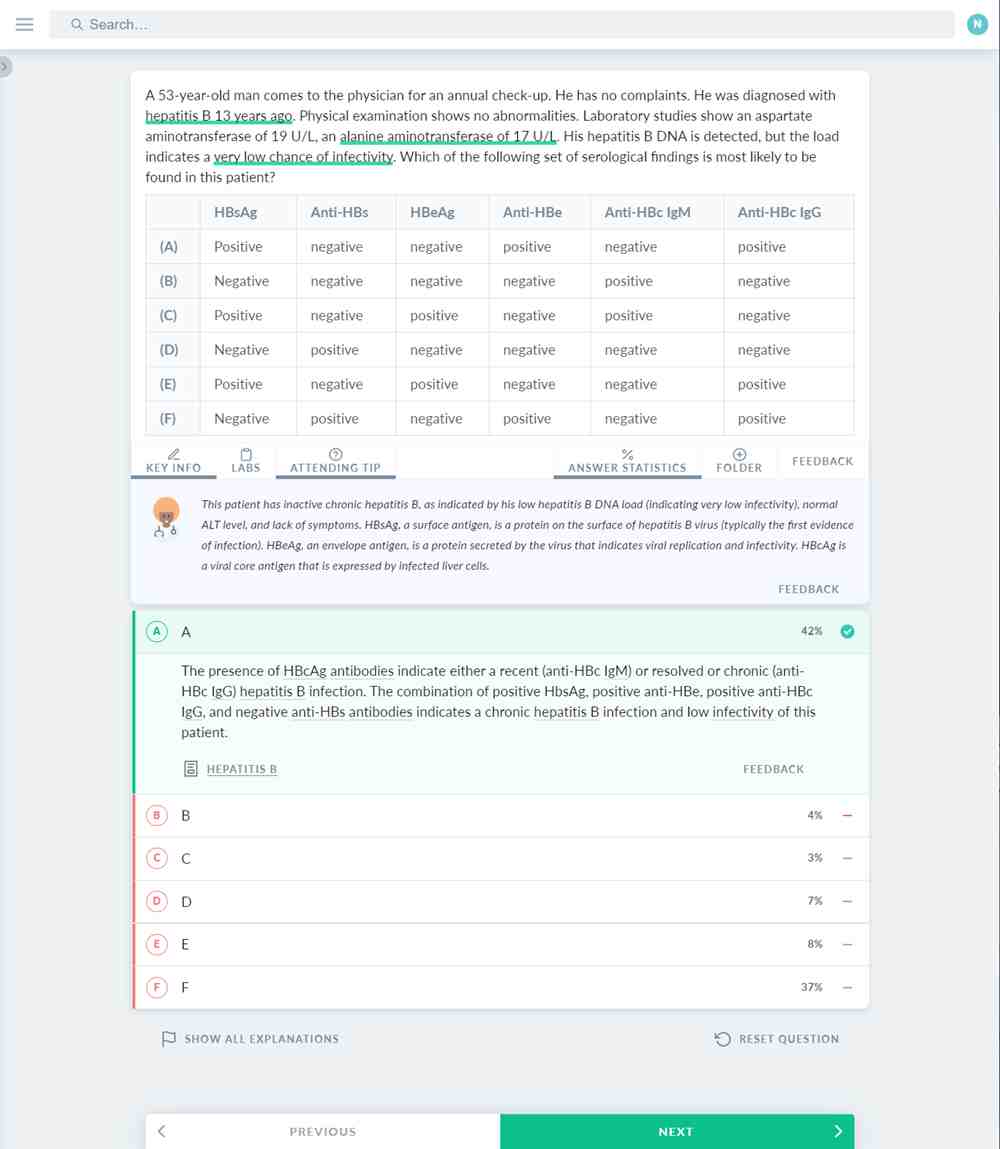 Search...
N
A 53-year-old man comes to the physician for an annual check-up. He has no complaints. He was diagnosed with
hepatitis B 13 years ago. Physical examination shows no abnormalities. Laboratory studies show an aspartate
aminotransferase of 19 U/L, an alanine aminotransferase of 17 U/L. His hepatitis B DNA is detected, but the load
indicates a very low chance of infectivity. Which of the following set of serological findings is most likely to be
found in this patient?
HBsAg Anti-HBs HBeAg Anti-HBe Anti-HBc IgM Anti-HBc IgG
(A) Positive negative negative positive negative positive
(B) Negative negative negative negative positive negative
(C) Positive negative positive negative positive negative
(D) Negative positive negative negative negative negative
(E) Positive negative positive negative negative positive
(F) Negative positive negative positive negative positive
KEY INFO LABS ATTENDING TIP ANSWER STATISTICS FOLDER FEEDBACK
This patient has inactive chronic hepatitis B, as indicated by his low hepatitis B DNA load (indicating very low infectivity), normal
ALT level, and lack of symptoms. HBsAg, a surface antigen, is a protein on the surface of hepatitis B virus (typically the first evidence
of infection). HBeAg, an envelope antigen, is a protein secreted by the virus that indicates viral replication and infectivity. HBcAg is
a viral core antigen that is expressed by infected liver cells.
FEEDBACK
A A 42%
The presence of HBcAg antibodies indicate either a recent (anti-HBc IgM) or resolved or chronic (anti-
HBc IgG) hepatitis B infection. The combination of positive HbsAg, positive anti-HBe, positive anti-HBc
IgG, and negative anti-HBs antibodies indicates a chronic hepatitis B infection and low infectivity of this
patient.
HEPATITIS B FEEDBACK
B B 4%
C C 3%
D D 7%
E E 8%
F F 37%
SHOW ALL EXPLANATIONS RESET QUESTION
PREVIOUS NEXT